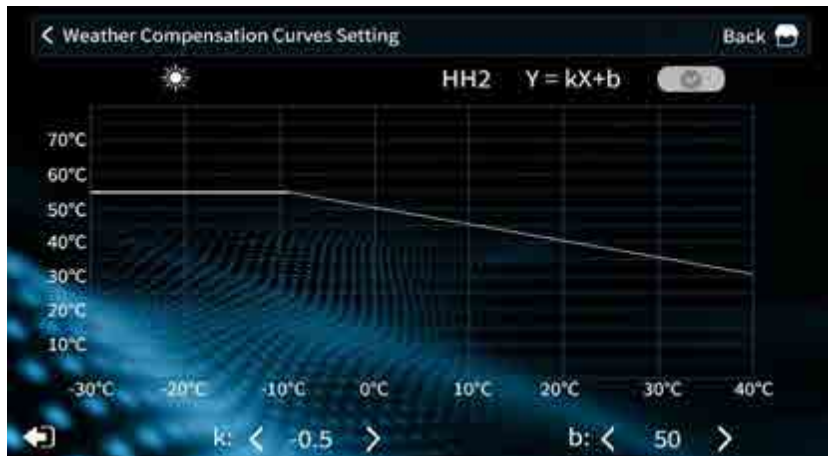 Weather Compensation Curves Setting Back
HH2 Y = kX+b
70°C
60°C
50°C
40°C
30°C
20°C
10°C
-30°C -20°C -10°C 0°C 10°C 20°C 30°C 40°C
k: -0.5 b: 50